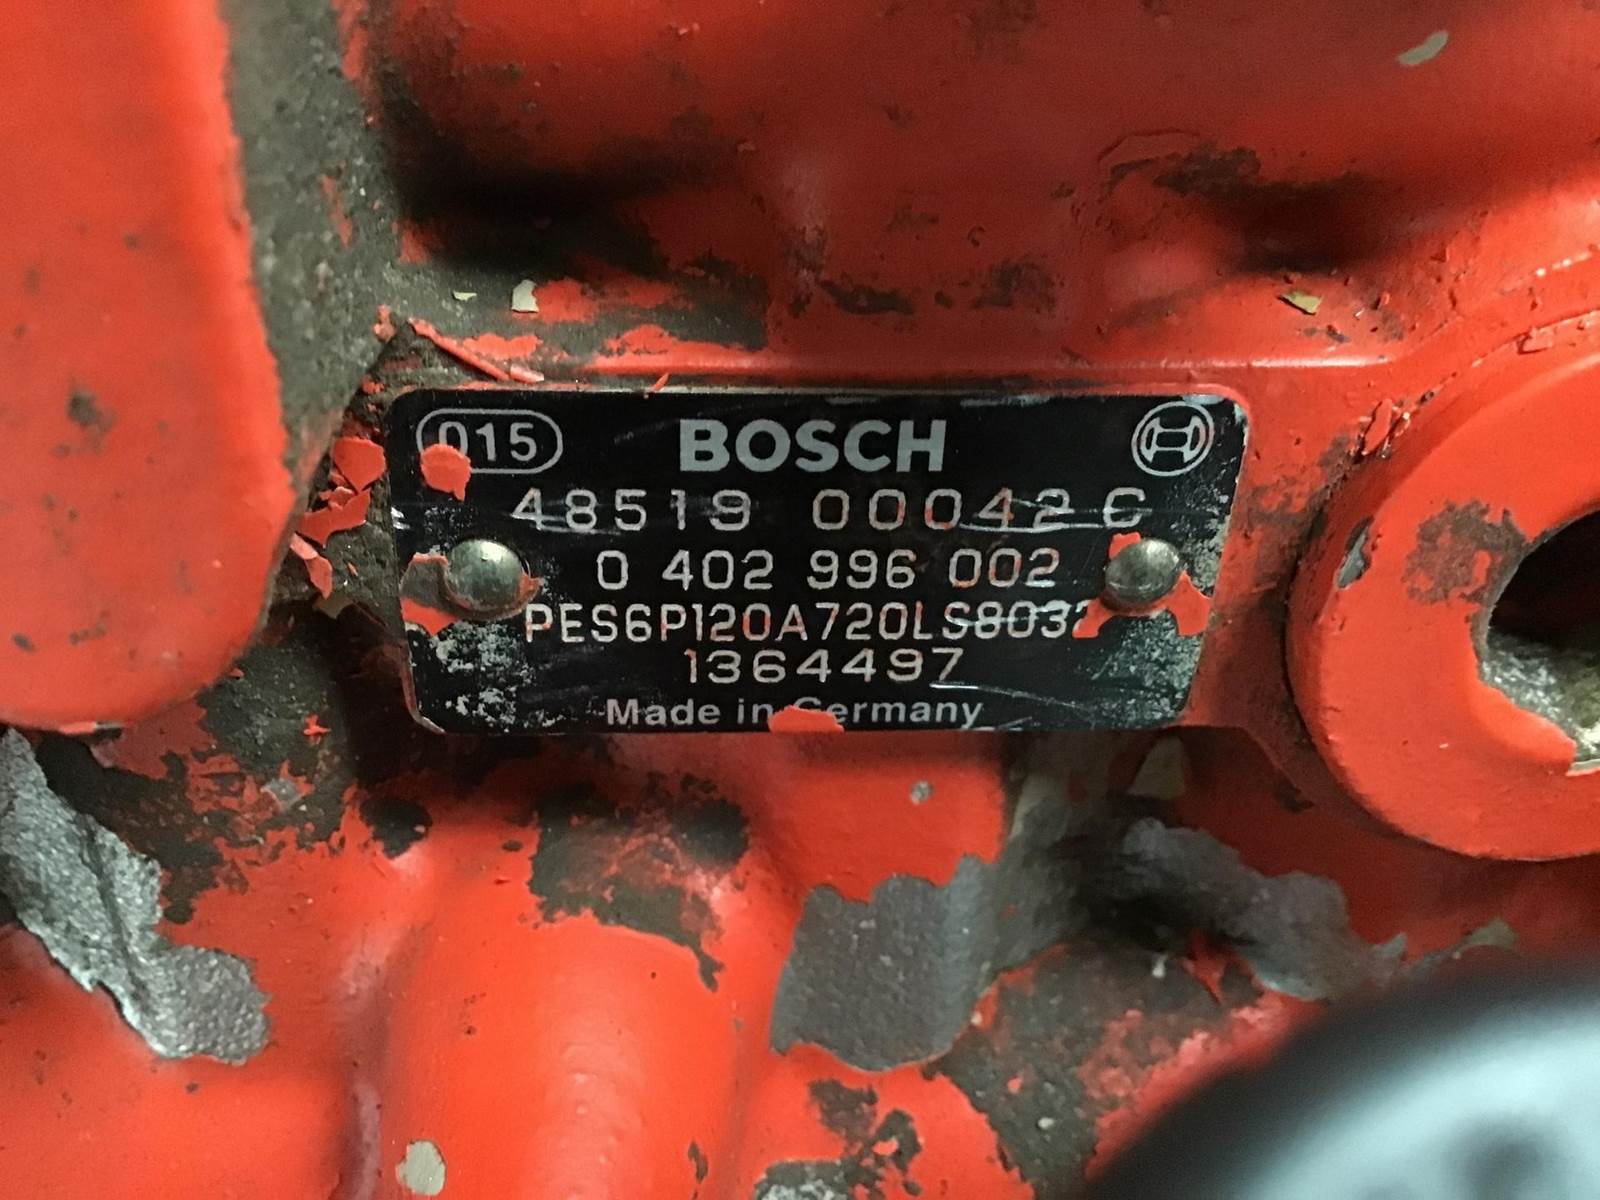 015 BOSCH
48519 00042 C
0 402 996 002
PES6P120A720LS803
1364497
Made in Germany